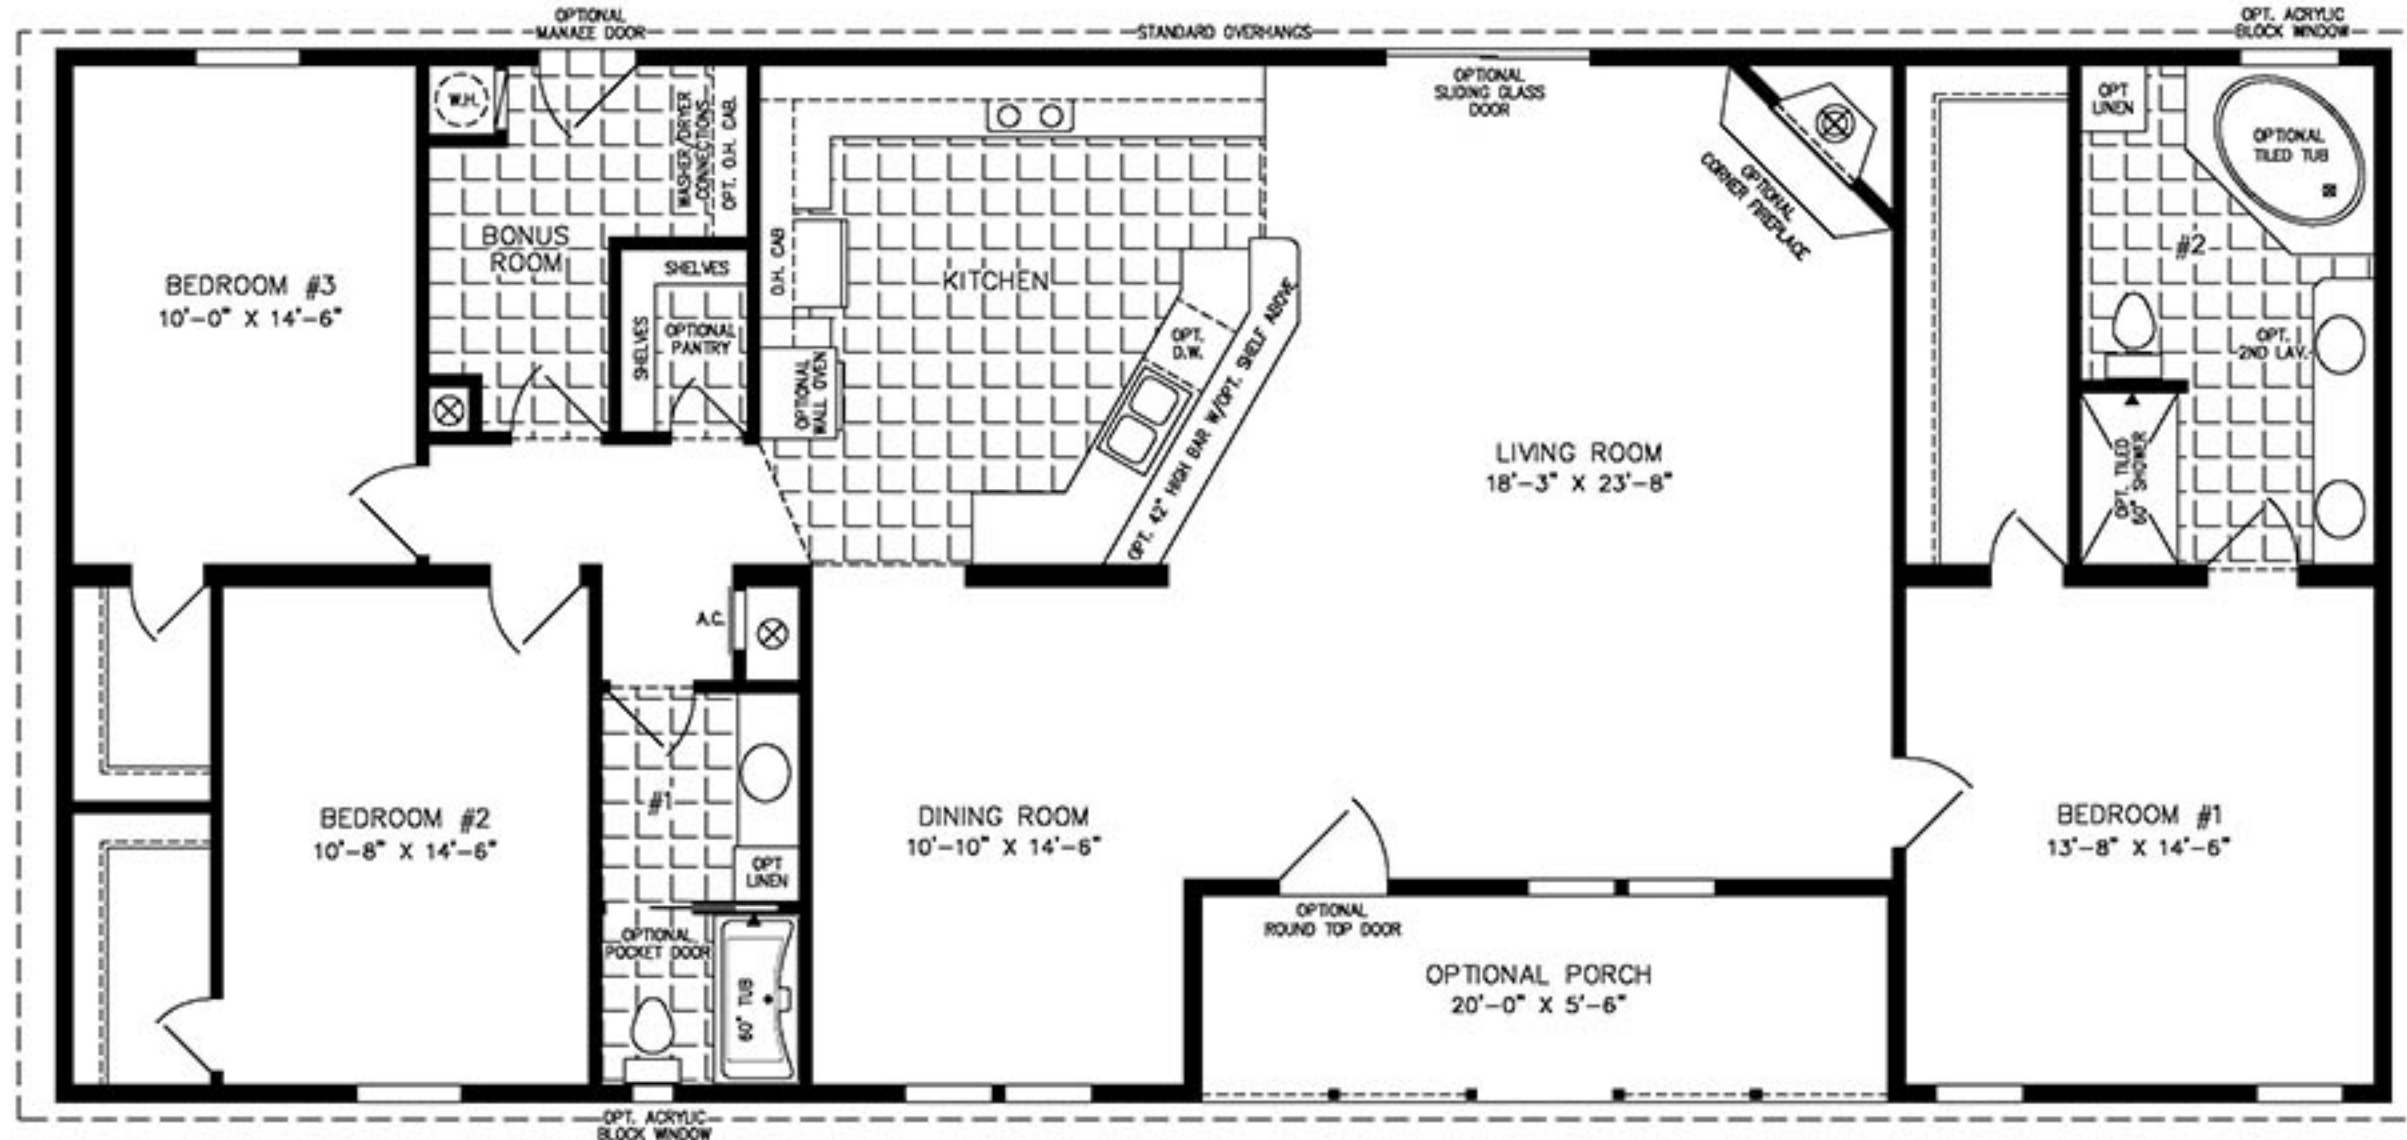 OPTIONAL
MANAEE DOOR
STANDARD OVERHANGS
OPT. ACRYLIC
BLOCK WINDOW
W.H.
WASHER/DRYER
CONNECTIONS
OPT. O.H. CAB.
OPTIONAL
SLIDING GLASS
DOOR
OPTIONAL
CORNER FIREPLACE
OPT
LINEN
OPTIONAL
TILED TUB
BONUS
ROOM
#2
BEDROOM #3
10'-0" X 14'-6"
SHELVES
SHELVES
OPTIONAL
PANTRY
O.H. CAB
KITCHEN
OPTIONAL
WALL OVEN
OPT.
D.W.
OPT. 42" HIGH BAR W/OPT. SHELF ABOVE
OPT.
2ND LAV.
LIVING ROOM
18'-3" X 23'-8"
OPT. TILED
60" SHOWER
A.C.
BEDROOM #2
10'-8" X 14'-6"
#1
DINING ROOM
10'-10" X 14'-6"
BEDROOM #1
13'-8" X 14'-6"
OPT
LINEN
OPTIONAL
POCKET DOOR
60" TUB
OPTIONAL
ROUND TOP DOOR
OPTIONAL PORCH
20'-0" X 5'-6"
OPT. ACRYLIC
BLOCK WINDOW